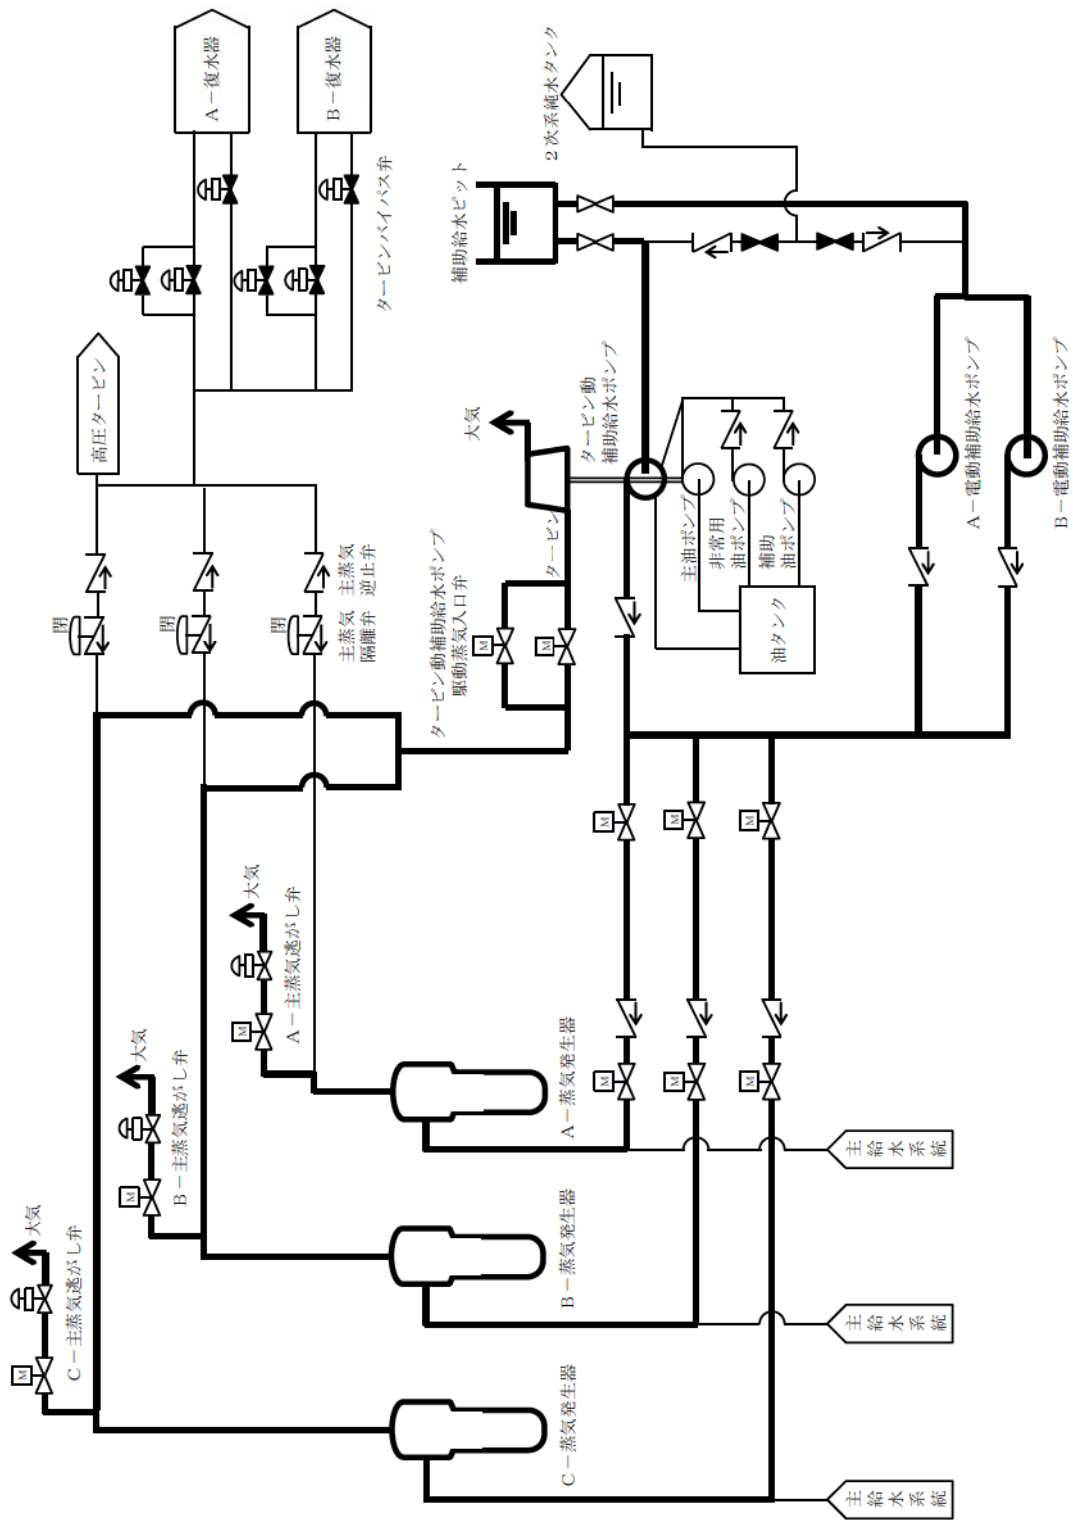 A－復水器
B－復水器
タービンバイパス弁
高圧タービン
2次系純水タンク
補助給水ピット
大気
タービン動
補助給水ポンプ
タービン
主油ポンプ
非常用
油ポンプ
補助
油ポンプ
油タンク
A－電動補助給水ポンプ
B－電動補助給水ポンプ
閉
閉
閉
主蒸気
隔離弁
主蒸気
逆止弁
タービン動補助給水ポンプ
駆動蒸気入口弁
M
M
M
M
M
大気
A－主蒸気逃がし弁
M
大気
B－主蒸気逃がし弁
M
大気
C－主蒸気逃がし弁
M
A－蒸気発生器
B－蒸気発生器
C－蒸気発生器
M
M
M
主給水系統
主給水系統
主給水系統